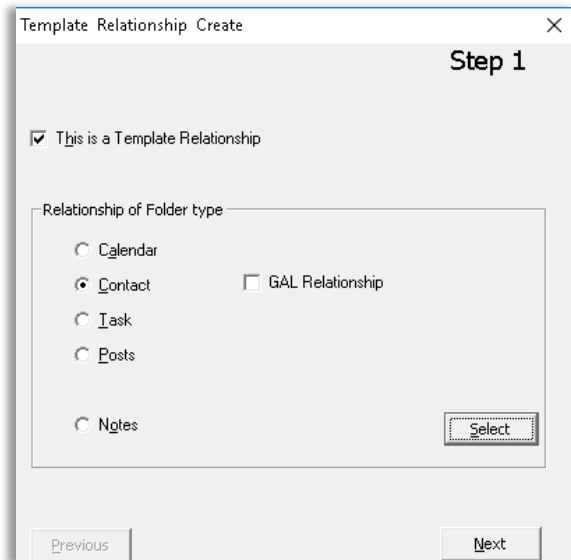 Template Relationship Create
Step 1
This is a Template Relationship
Relationship of Folder type
Calendar
Contact GAL Relationship
Task
Posts
Notes
Select
Previous Next